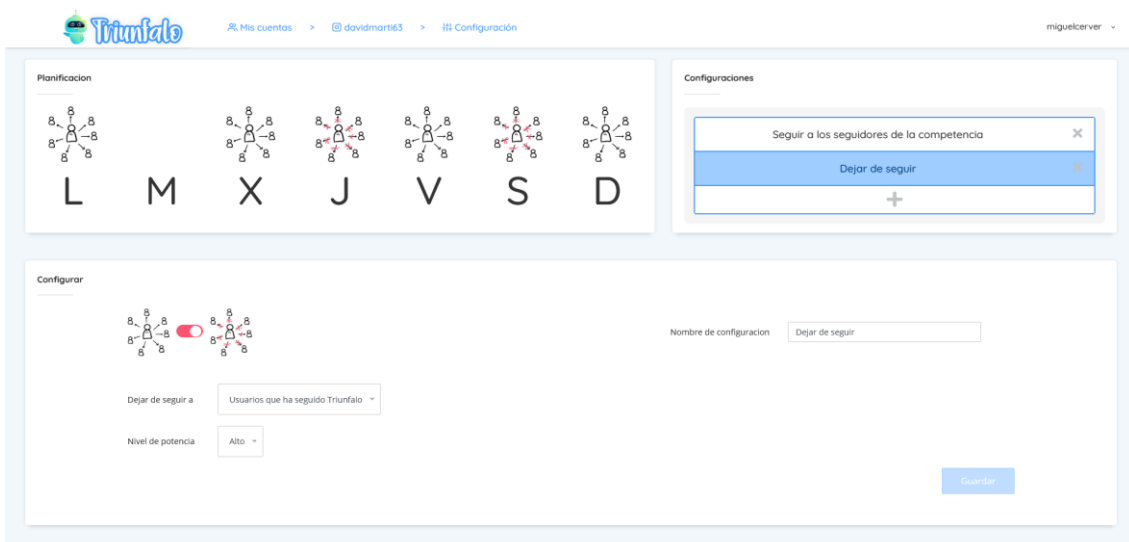 Triunfalo
Mis cuentas > davidmarti63 > Configuración
miguelcerver
Planificacion
L M X J V S D
Configuraciones
Seguir a los seguidores de la competencia
Dejar de seguir
Configurar
Nombre de configuracion Dejar de seguir
Dejar de seguir a Usuarios que ha seguido Triunfalo
Nivel de potencia Alto
Guardar